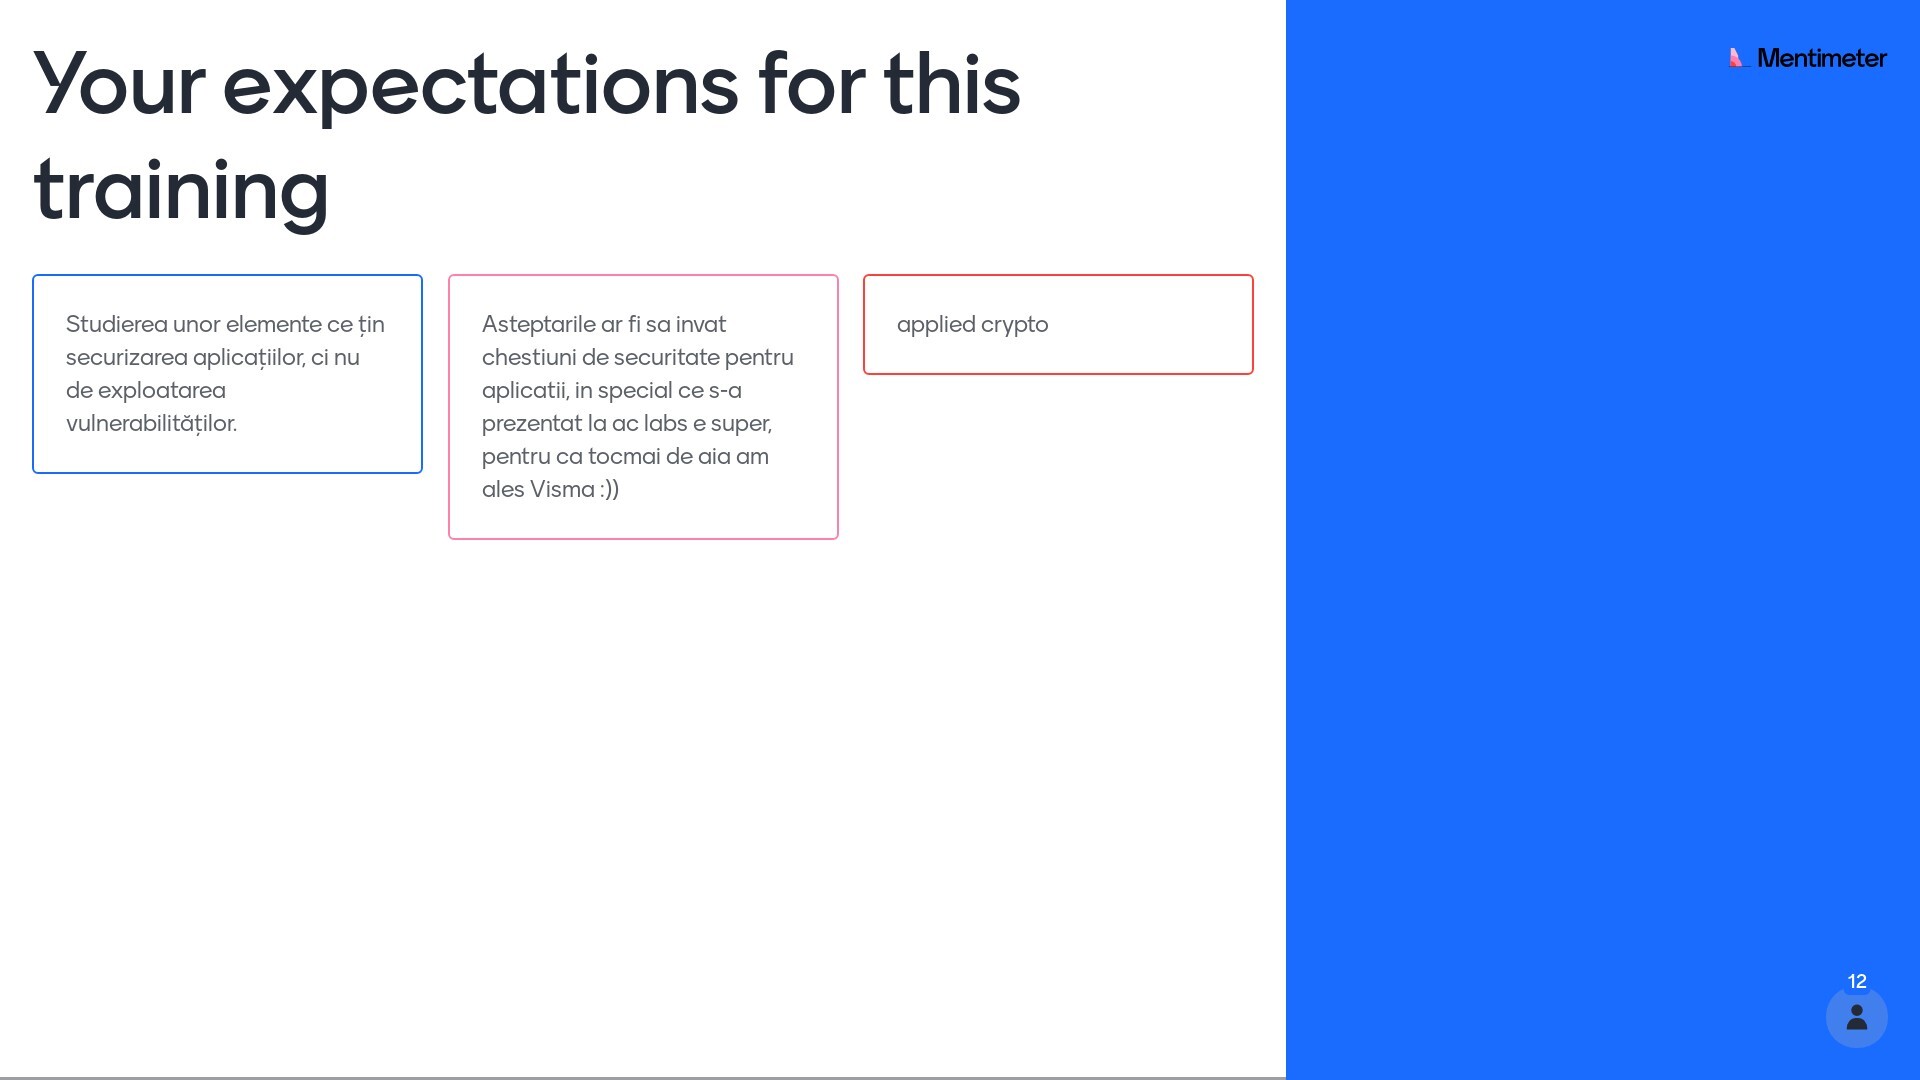 Your expectations for this
training
Mentimeter
Studierea unor elemente ce țin
securizarea aplicațiilor, ci nu
de exploatarea
vulnerabilităților.
Asteptarile ar fi sa invat
chestiuni de securitate pentru
aplicatii, in special ce s-a
prezentat la ac labs e super,
pentru ca tocmai de aia am
ales Visma :))
applied crypto
12